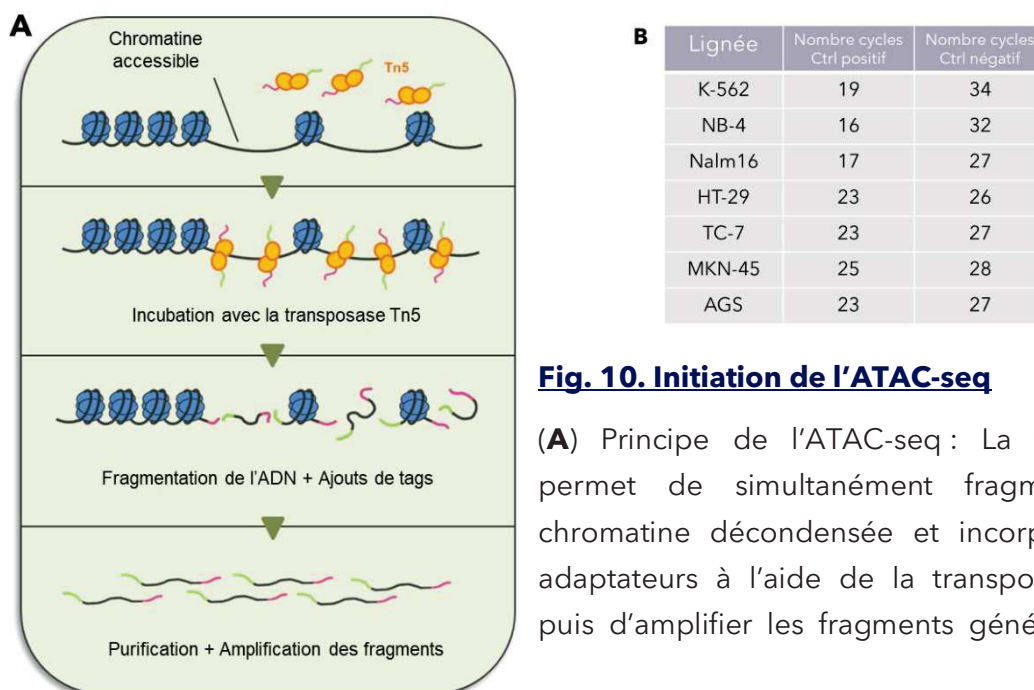 A
Chromatine
accessible
Tn5
Incubation avec la transposase Tn5
Fragmentation de l'ADN + Ajouts de tags
Purification + Amplification des fragments
B
Lignée Nombre cycles Ctrl positif Nombre cycles Ctrl négatif
K-562 19 34
NB-4 16 32
Nalm16 17 27
HT-29 23 26
TC-7 23 27
MKN-45 25 28
AGS 23 27
Fig. 10. Initiation de l'ATAC-seq
(A) Principe de l'ATAC-seq : La
permet de simultanément fragm
chromatine décondensée et incorp
adaptateurs à l'aide de la transpo
puis d'amplifier les fragments géné